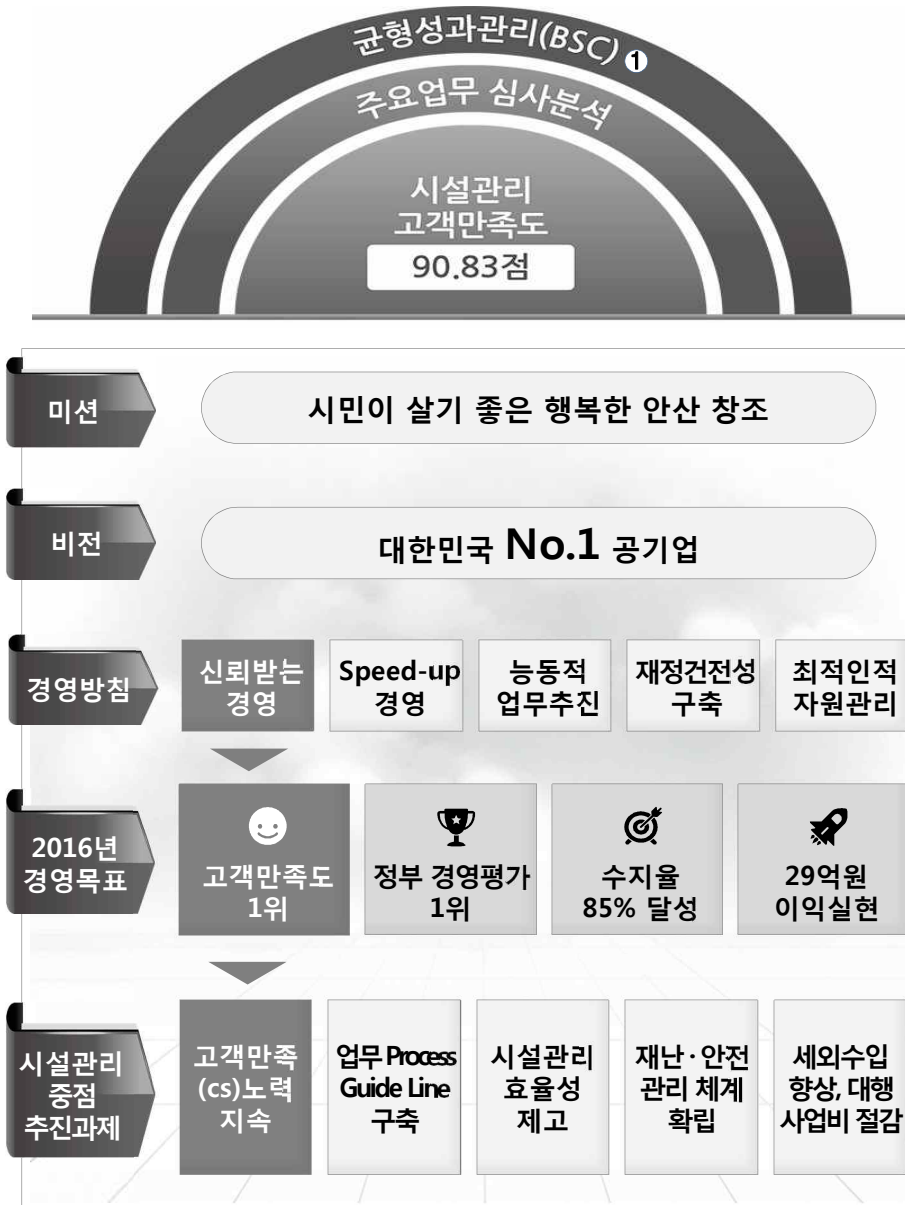 균형성과관리(BSC) ①
주요업무 심사분석
시설관리
고객만족도
90.83점
미션
시민이 살기 좋은 행복한 안산 창조
비전
대한민국 No.1 공기업
경영방침
신뢰받는
경영
Speed-up
경영
능동적
업무추진
재정건전성
구축
최적인적
자원관리
2016년
경영목표
고객만족도
1위
정부 경영평가
1위
수지율
85% 달성
29억원
이익실현
시설관리
중점
추진과제
고객만족
(cs)노력
지속
업무 Process
Guide Line
구축
시설관리
효율성
제고
재난·안전
관리 체계
확립
세외수입
향상, 대행
사업비 절감